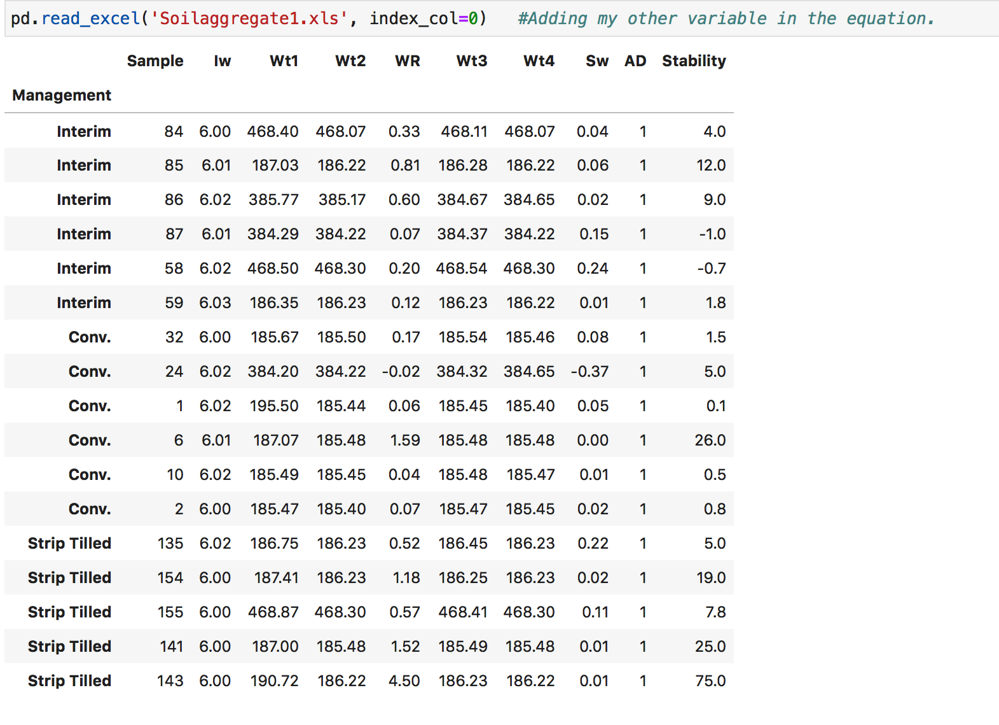 pd.read_excel('Soilaggregate1.xls', index_col=0)   #Adding my other variable in the equation.
Sample Iw Wt1 Wt2 WR Wt3 Wt4 Sw AD Stability
Management
Interim 84 6.00 468.40 468.07 0.33 468.11 468.07 0.04 1 4.0
Interim 85 6.01 187.03 186.22 0.81 186.28 186.22 0.06 1 12.0
Interim 86 6.02 385.77 385.17 0.60 384.67 384.65 0.02 1 9.0
Interim 87 6.01 384.29 384.22 0.07 384.37 384.22 0.15 1 -1.0
Interim 58 6.02 468.50 468.30 0.20 468.54 468.30 0.24 1 -0.7
Interim 59 6.03 186.35 186.23 0.12 186.23 186.22 0.01 1 1.8
Conv. 32 6.00 185.67 185.50 0.17 185.54 185.46 0.08 1 1.5
Conv. 24 6.02 384.20 384.22 -0.02 384.32 384.65 -0.37 1 5.0
Conv. 1 6.02 195.50 185.44 0.06 185.45 185.40 0.05 1 0.1
Conv. 6 6.01 187.07 185.48 1.59 185.48 185.48 0.00 1 26.0
Conv. 10 6.02 185.49 185.45 0.04 185.48 185.47 0.01 1 0.5
Conv. 2 6.00 185.47 185.40 0.07 185.47 185.45 0.02 1 0.8
Strip Tilled 135 6.02 186.75 186.23 0.52 186.45 186.23 0.22 1 5.0
Strip Tilled 154 6.00 187.41 186.23 1.18 186.25 186.23 0.02 1 19.0
Strip Tilled 155 6.00 468.87 468.30 0.57 468.41 468.30 0.11 1 7.8
Strip Tilled 141 6.00 187.00 185.48 1.52 185.49 185.48 0.01 1 25.0
Strip Tilled 143 6.00 190.72 186.22 4.50 186.23 186.22 0.01 1 75.0